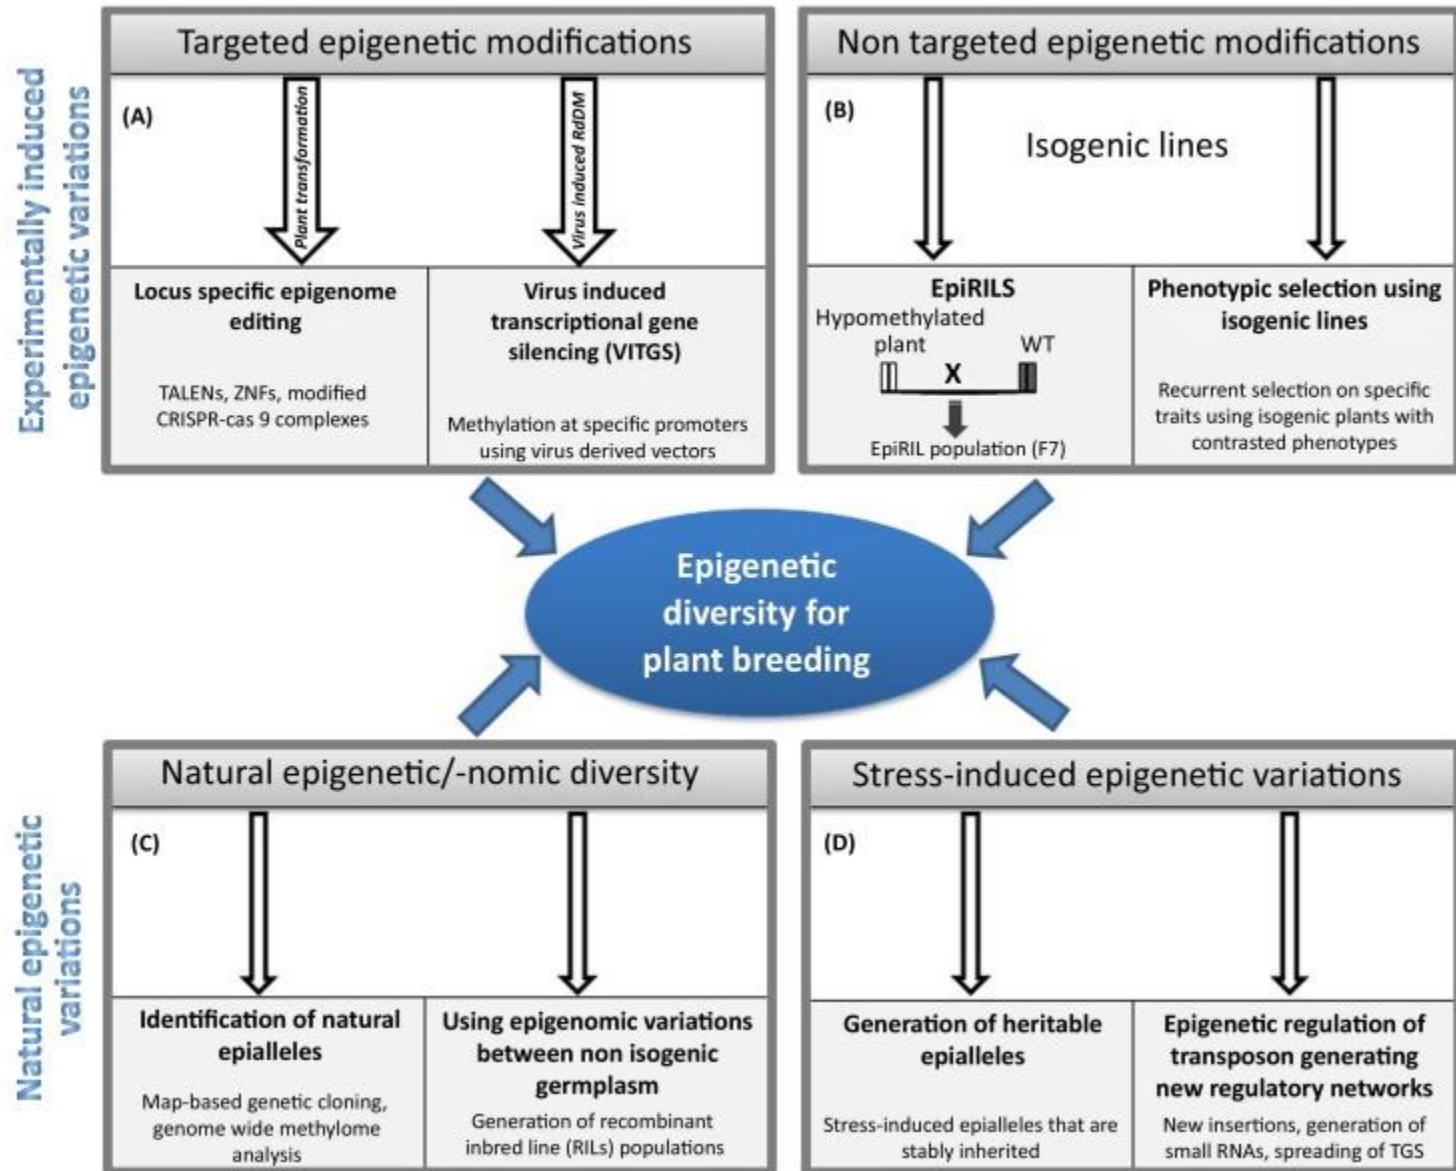 Experimentally induced
epigenetic variations
Targeted epigenetic modifications
(A)
Plant transformation
Virus induced RdDM
Locus specific epigenome
editing
TALENs, ZNFs, modified
CRISPR-cas 9 complexes
Virus induced
transcriptional gene
silencing (VITGS)
Methylation at specific promoters
using virus derived vectors
Non targeted epigenetic modifications
(B)
Isogenic lines
EpiRILS
Hypomethylated
plant
WT
X
EpiRIL population (F7)
Phenotypic selection using
isogenic lines
Recurrent selection on specific
traits using isogenic plants with
contrasted phenotypes
Epigenetic
diversity for
plant breeding
Natural epigenetic
variations
Natural epigenetic/-nomic diversity
(C)
Identification of natural
epialleles
Map-based genetic cloning,
genome wide methylome
analysis
Using epigenomic variations
between non isogenic
germplasm
Generation of recombinant
inbred line (RILs) populations
Stress-induced epigenetic variations
(D)
Generation of heritable
epialleles
Stress-induced epialleles that are
stably inherited
Epigenetic regulation of
transposon generating
new regulatory networks
New insertions, generation of
small RNAs, spreading of TGS